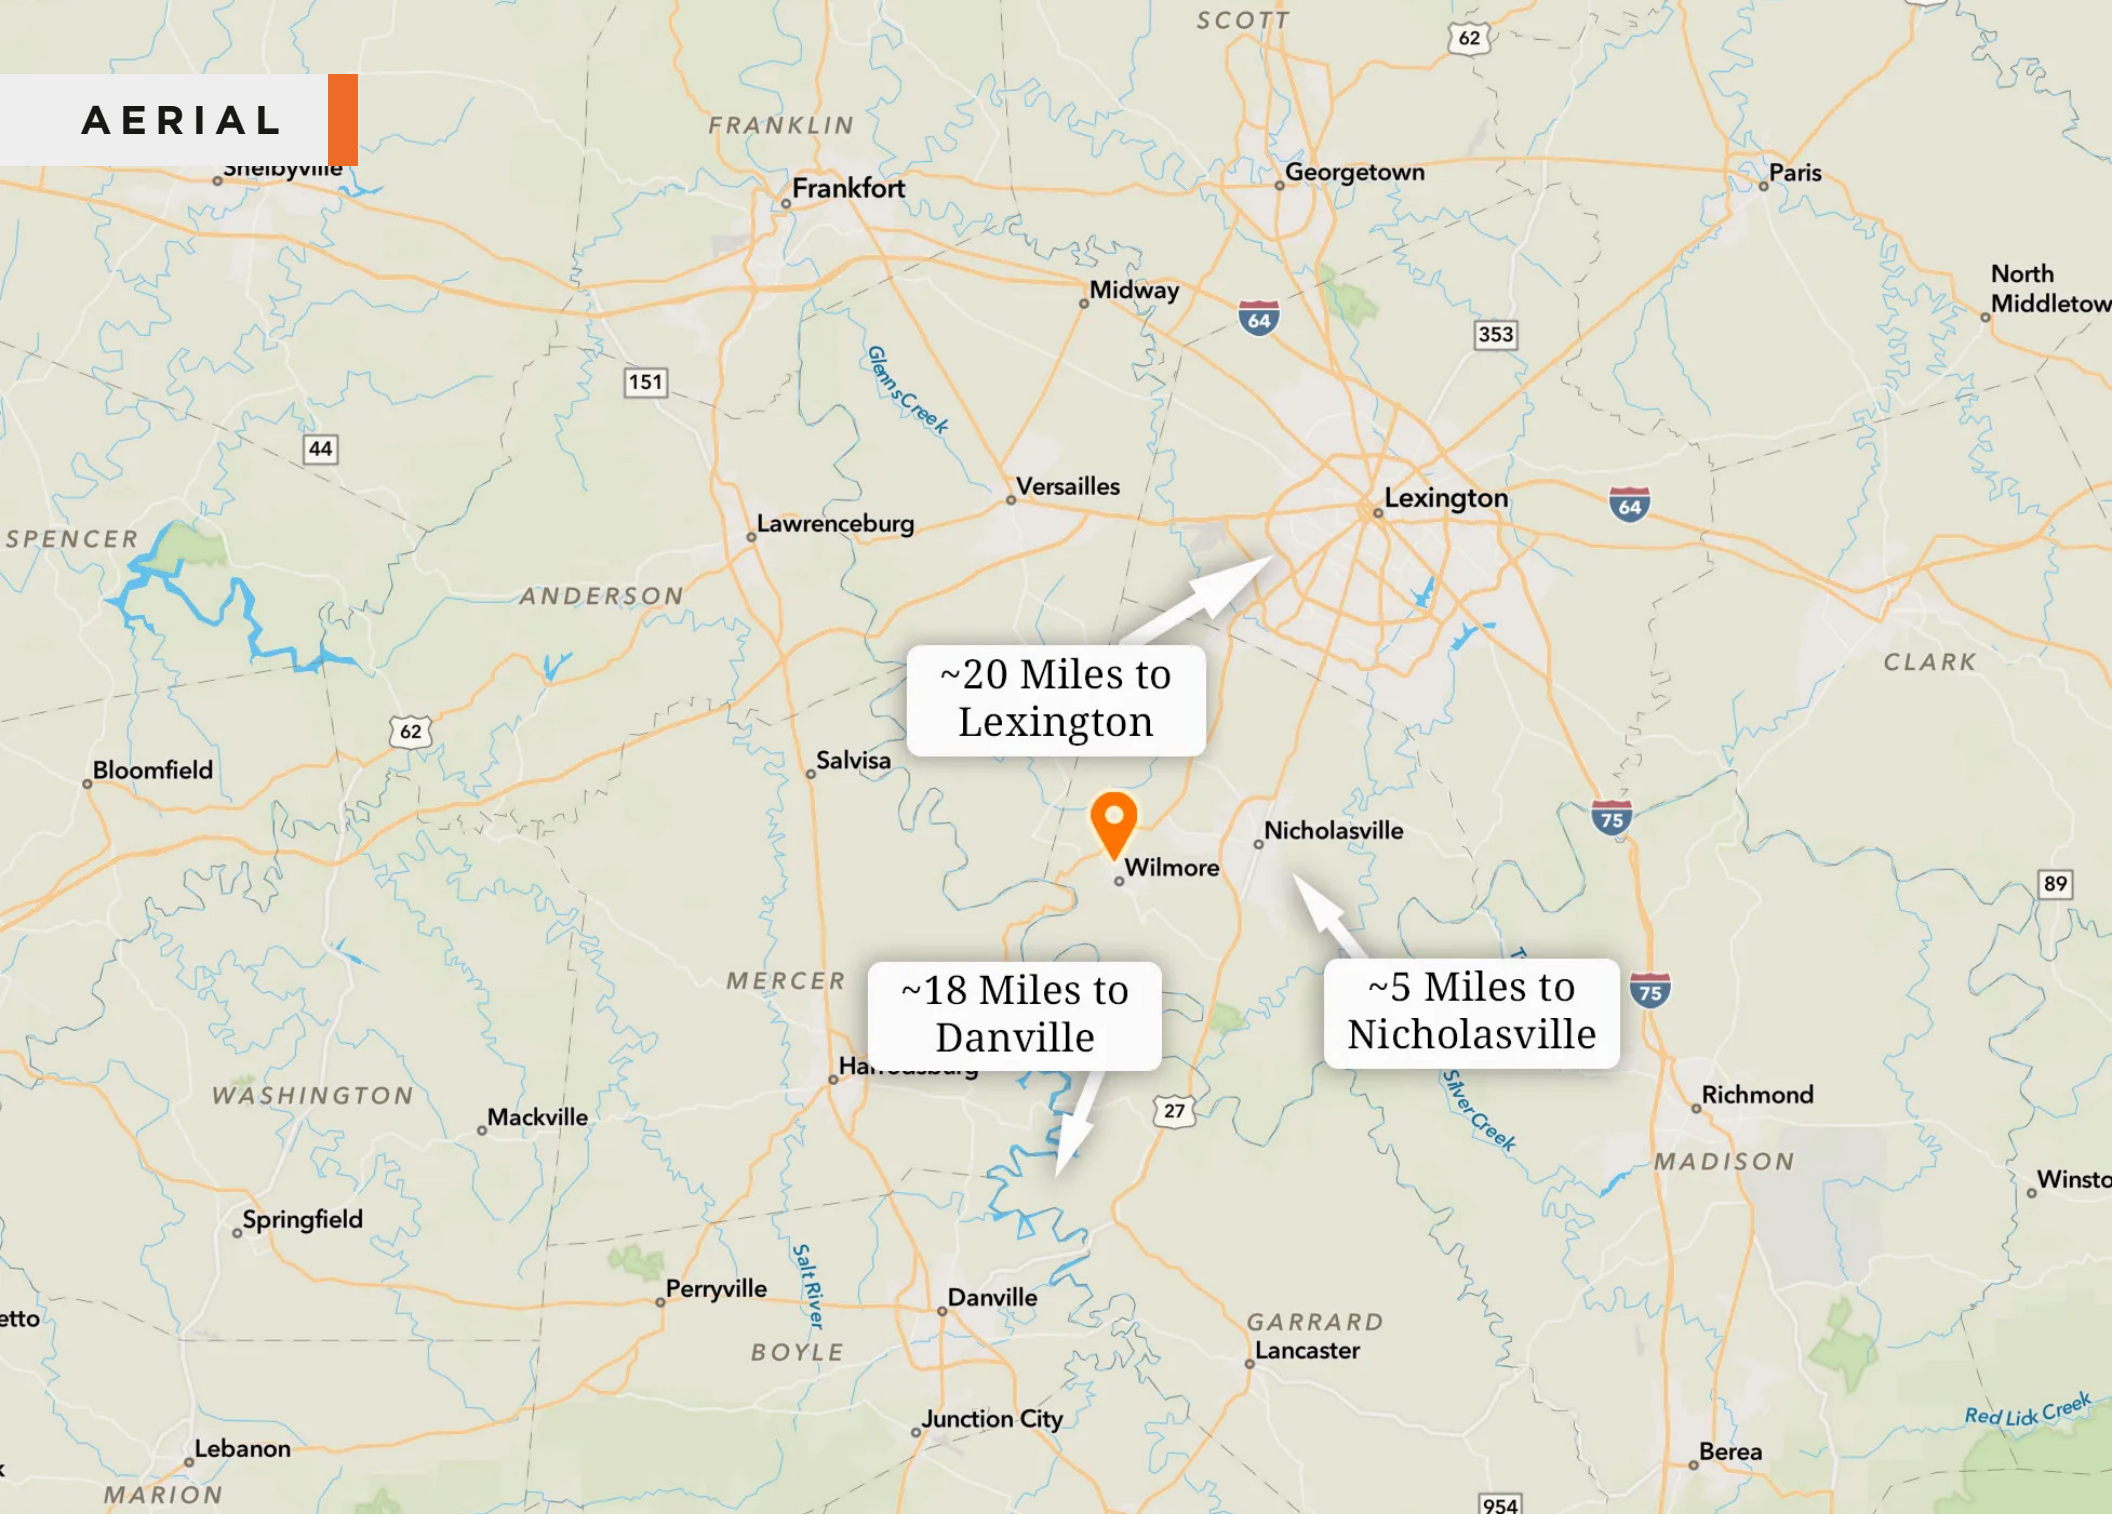 SCOTT
62
AERIAL
FRANKLIN
Shelbyville
Frankfort
Georgetown
Paris
North
Midway
64
353
151
Glenns Creek
44
Versailles
Lexington
64
Lawrenceburg
SPENCER
ANDERSON
~20 Miles to
Lexington
CLARK
62
Salvisa
Bloomfield
75
Nicholasville
Wilmore
89
MERCER
~18 Miles to
Danville
~5 Miles to
Nicholasville
75
WASHINGTON
Mackville
27
Silver Creek
Richmond
MADISON
Springfield
Salt River
Perryville
Danville
GARRARD
BOYLE
Lancaster
Junction City
Red Lick Creek
Lebanon
Berea
MARION
954